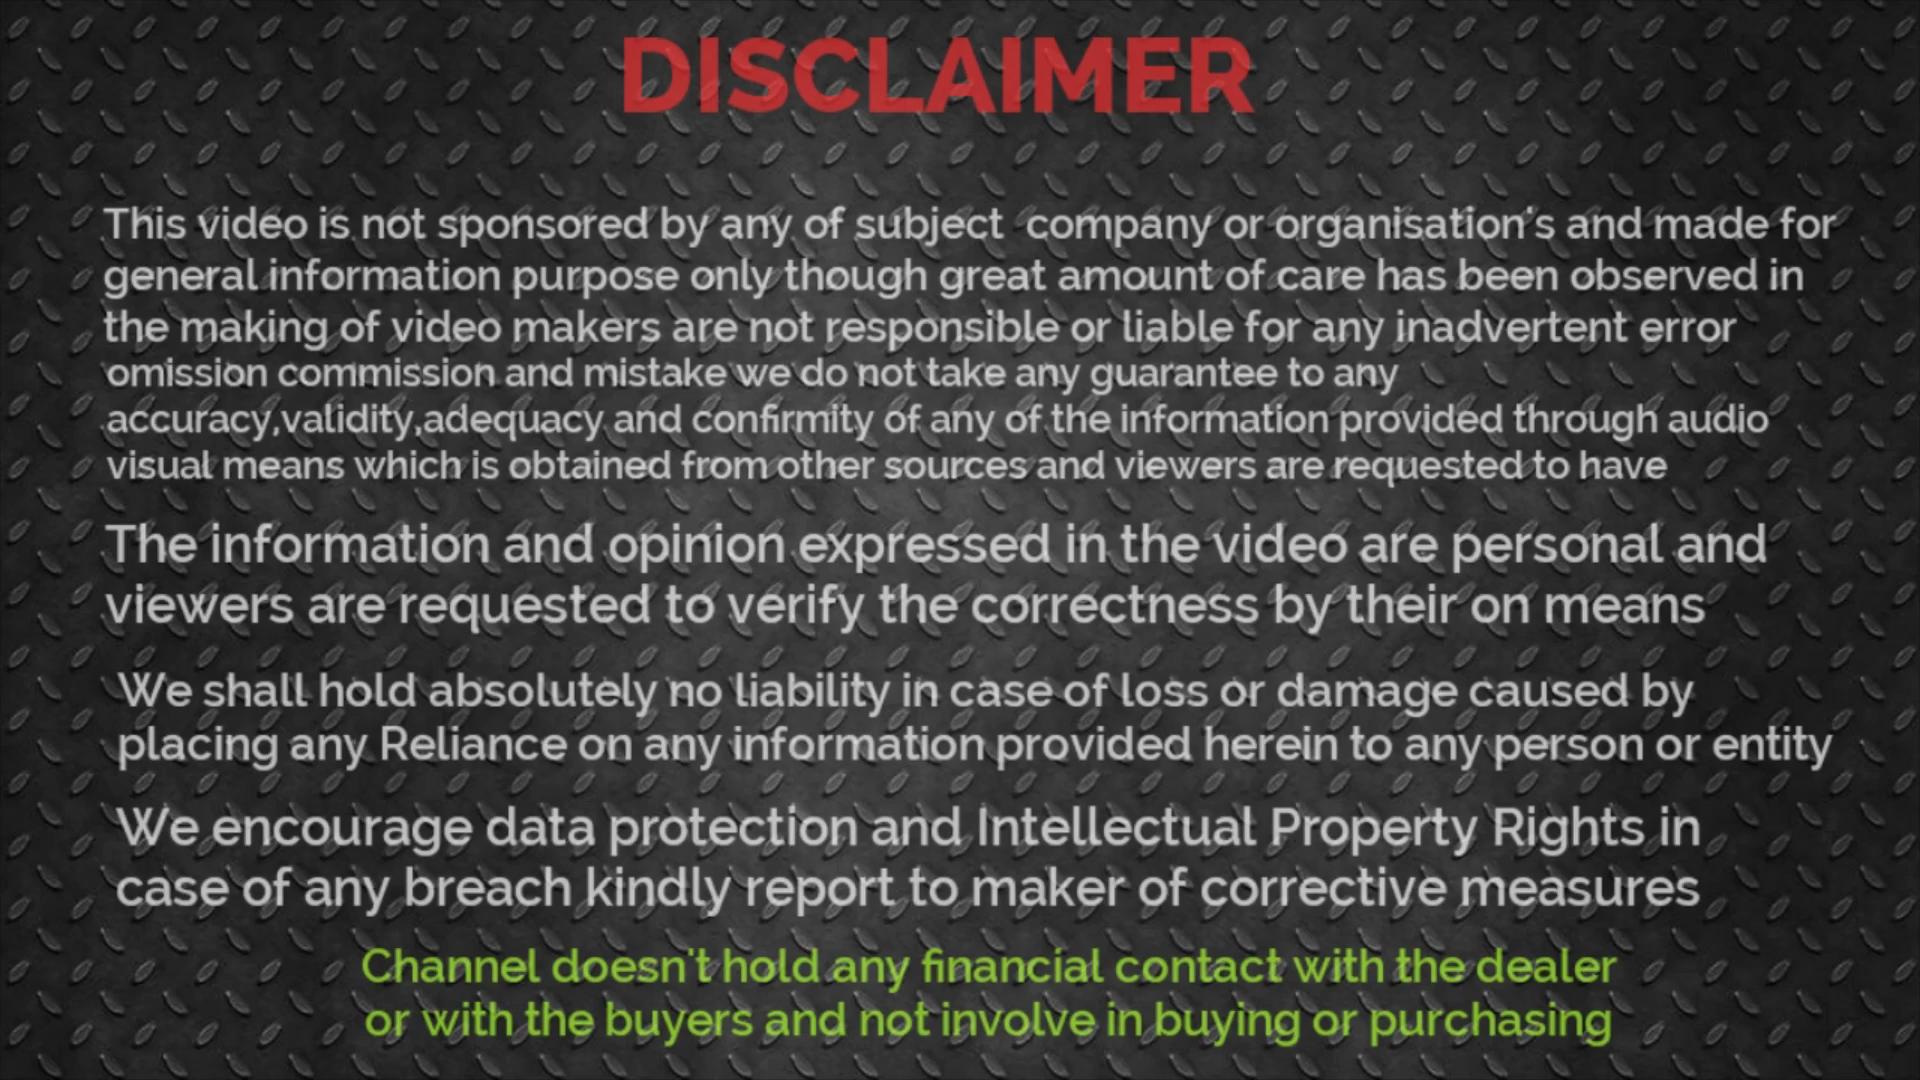 DISCLAIMER
This video is not sponsored by any of subject company or organisation's and made for
general information purpose only though great amount of care has been observed in
the making of video makers are not responsible or liable for any inadvertent error
omission commission and mistake we do not take any guarantee to any
accuracy,validity,adequacy and confirmity of any of the information provided through audio
visual means which is obtained from other sources and viewers are requested to have
The information and opinion expressed in the video are personal and
viewers are requested to verify the correctness by their on means
We shall hold absolutely no liability in case of loss or damage caused by
placing any Reliance on any information provided herein to any person or entity
We encourage data protection and Intellectual Property Rights in
case of any breach kindly report to maker of corrective measures
Channel doesn't hold any financial contact with the dealer
or with the buyers and not involve in buying or purchasing